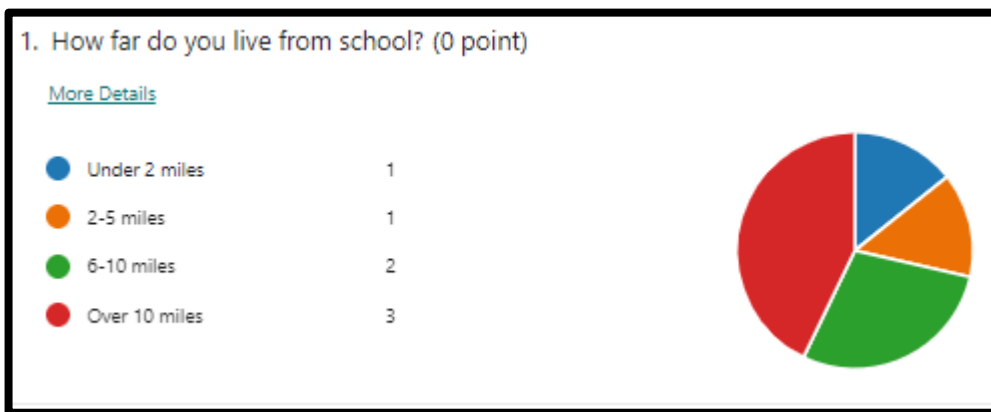 1. How far do you live from school? (0 point)
More Details
Under 2 miles 1
2-5 miles 1
6-10 miles 2
Over 10 miles 3